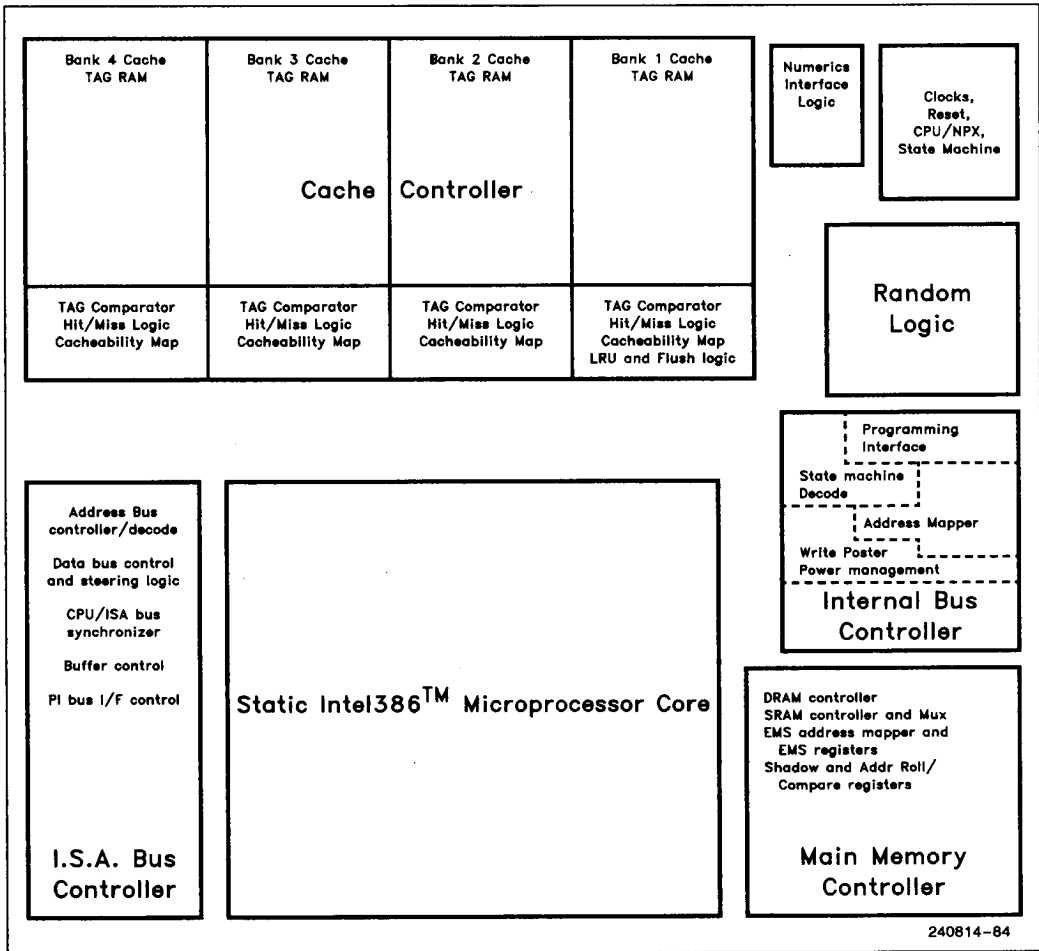 Bank 4 Cache
TAG RAM
Bank 3 Cache
TAG RAM
Bank 2 Cache
TAG RAM
Bank 1 Cache
TAG RAM
Cache Controller
TAG Comparator
Hit/Miss Logic
Cacheability Map
TAG Comparator
Hit/Miss Logic
Cacheability Map
TAG Comparator
Hit/Miss Logic
Cacheability Map
TAG Comparator
Hit/Miss Logic
Cacheability Map
LRU and Flush logic
Numerics
Interface
Logic
Clocks,
Reset,
CPU/NPX,
State Machine
Random
Logic
Programming
Interface
State machine
Decode
Address Mapper
Write Poster
Power management
Internal Bus
Controller
Address Bus
controller/decode
Data bus control
and steering logic
CPU/ISA bus
synchronizer
Buffer control
PI bus I/F control
I.S.A. Bus
Controller
Static Intel386™ Microprocessor Core
DRAM controller
SRAM controller and Mux
EMS address mapper and
EMS registers
Shadow and Addr Roll/
Compare registers
Main Memory
Controller
240814-84